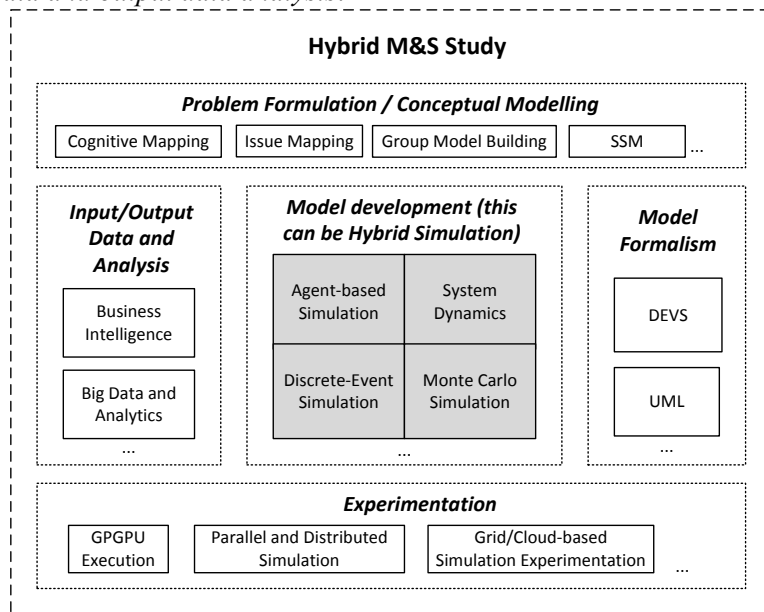 Hybrid M&S Study
Problem Formulation / Conceptual Modelling
Cognitive Mapping
Issue Mapping
Group Model Building
SSM
...
Input/Output
Data and
Analysis
Business
Intelligence
Big Data and
Analytics
...
Model development (this
can be Hybrid Simulation)
Agent-based
Simulation
System
Dynamics
Discrete-Event
Simulation
Monte Carlo
Simulation
...
Model
Formalism
DEVS
UML
...
Experimentation
GPGPU
Execution
Parallel and Distributed
Simulation
Grid/Cloud-based
Simulation Experimentation
...